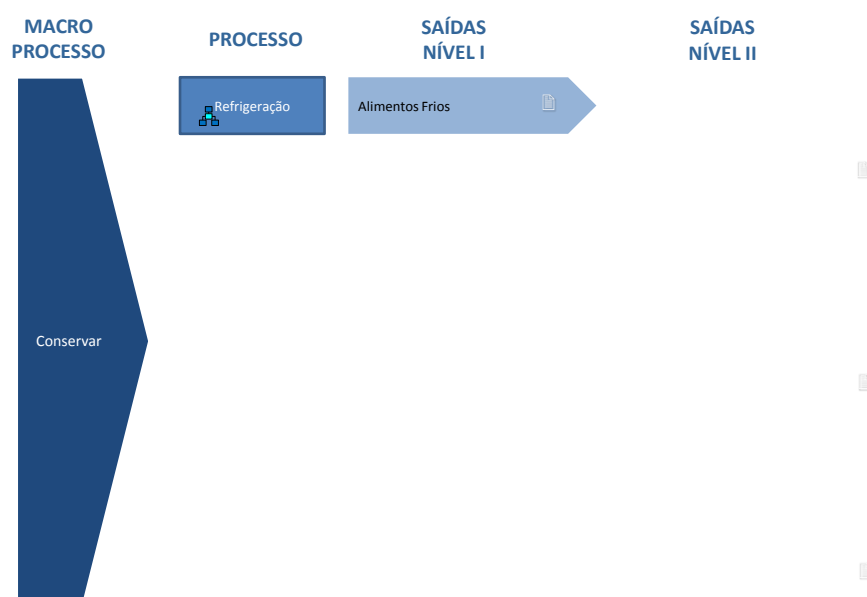 MACRO
PROCESSO
PROCESSO
SAÍDAS
NÍVEL I
SAÍDAS
NÍVEL II
Refrigeração
Alimentos Frios
Conservar